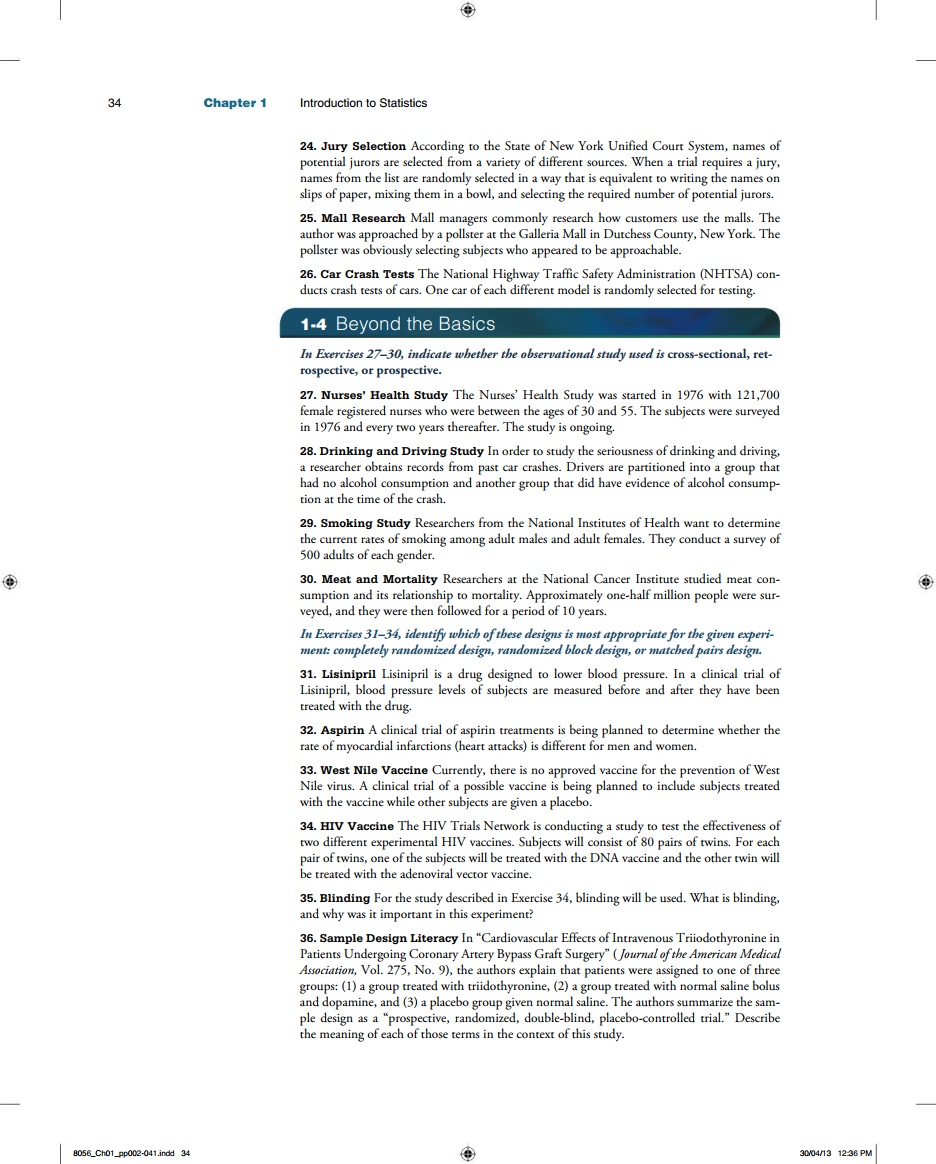 34 Chapter 1 Introduction to Statistics
24. Jury Selection According to the State of New York Unified Court System, names of
potential jurors are selected from a variety of different sources. When a trial requires a jury,
names from the list are randomly selected in a way that is equivalent to writing the names on
slips of paper, mixing them in a bowl, and selecting the required number of potential jurors.
25. Mall Research Mall managers commonly research how customers use the malls. The
author was approached by a pollster at the Galleria Mall in Dutchess County, New York. The
pollster was obviously selecting subjects who appeared to be approachable.
26. Car Crash Tests The National Highway Traffic Safety Administration (NHTSA) con-
ducts crash tests of cars. One car of each different model is randomly selected for testing.
1-4 Beyond the Basics
In Exercises 27–30, indicate whether the observational study used is cross-sectional, ret-
rospective, or prospective.
27. Nurses' Health Study The Nurses' Health Study was started in 1976 with 121,700
female registered nurses who were between the ages of 30 and 55. The subjects were surveyed
in 1976 and every two years thereafter. The study is ongoing.
28. Drinking and Driving Study In order to study the seriousness of drinking and driving,
a researcher obtains records from past car crashes. Drivers are partitioned into a group that
had no alcohol consumption and another group that did have evidence of alcohol consump-
tion at the time of the crash.
29. Smoking Study Researchers from the National Institutes of Health want to determine
the current rates of smoking among adult males and adult females. They conduct a survey of
500 adults of each gender.
30. Meat and Mortality Researchers at the National Cancer Institute studied meat con-
sumption and its relationship to mortality. Approximately one-half million people were sur-
veyed, and they were then followed for a period of 10 years.
In Exercises 31–34, identify which of these designs is most appropriate for the given experi-
ment: completely randomized design, randomized block design, or matched pairs design.
31. Lisinipril Lisinipril is a drug designed to lower blood pressure. In a clinical trial of
Lisinipril, blood pressure levels of subjects are measured before and after they have been
treated with the drug.
32. Aspirin A clinical trial of aspirin treatments is being planned to determine whether the
rate of myocardial infarctions (heart attacks) is different for men and women.
33. West Nile Vaccine Currently, there is no approved vaccine for the prevention of West
Nile virus. A clinical trial of a possible vaccine is being planned to include subjects treated
with the vaccine while other subjects are given a placebo.
34. HIV Vaccine The HIV Trials Network is conducting a study to test the effectiveness of
two different experimental HIV vaccines. Subjects will consist of 80 pairs of twins. For each
pair of twins, one of the subjects will be treated with the DNA vaccine and the other twin will
be treated with the adenoviral vector vaccine.
35. Blinding For the study described in Exercise 34, blinding will be used. What is blinding,
and why was it important in this experiment?
36. Sample Design Literacy In "Cardiovascular Effects of Intravenous Triiodothyronine in
Patients Undergoing Coronary Artery Bypass Graft Surgery" (Journal of the American Medical
Association, Vol. 275, No. 9), the authors explain that patients were assigned to one of three
groups: (1) a group treated with triidothyronine, (2) a group treated with normal saline bolus
and dopamine, and (3) a placebo group given normal saline. The authors summarize the sam-
ple design as a "prospective, randomized, double-blind, placebo-controlled trial." Describe
the meaning of each of those terms in the context of this study.
8056_Ch01_pp002-041.indd 34 30/04/13 12:36 PM